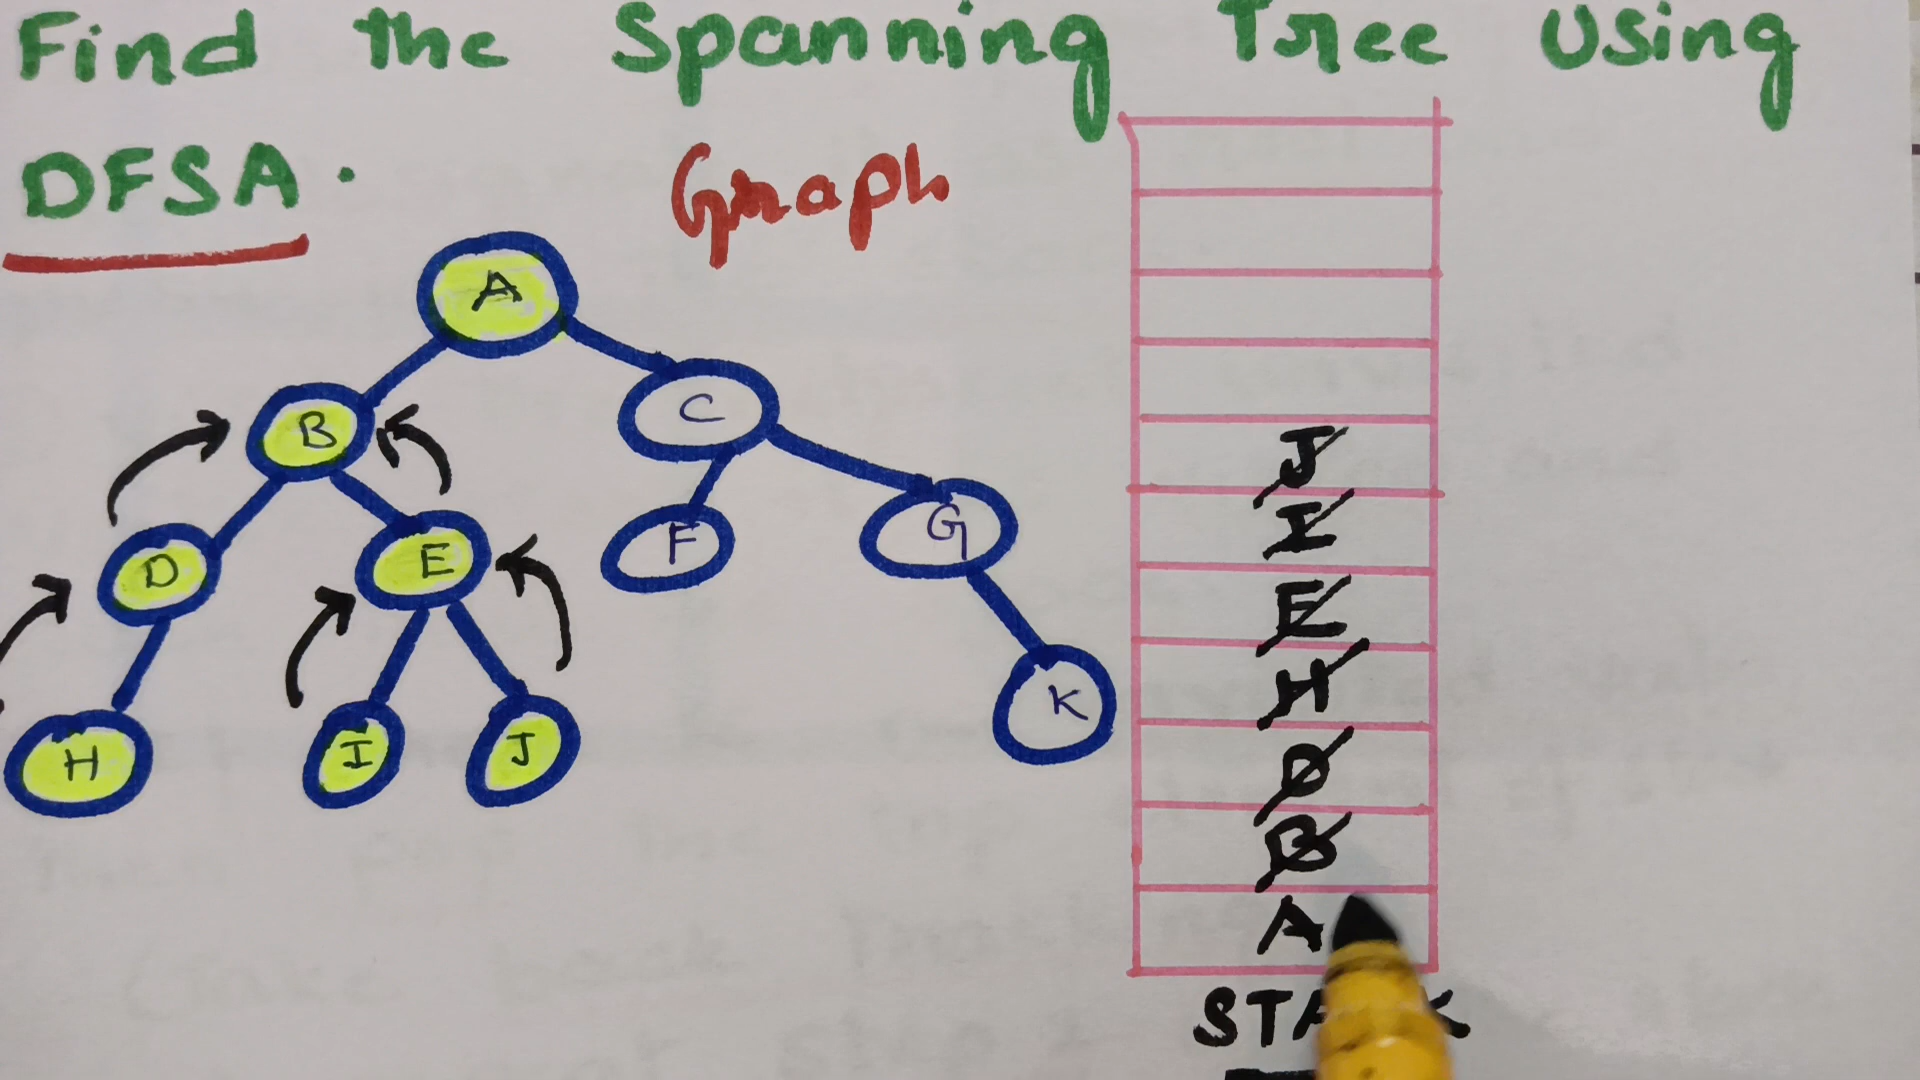 Find the Spanning Tree Using
DFSA.
Graph
A
B
C
D
E
F
G
H
I
J
K
J
I
E
H
D
B
A